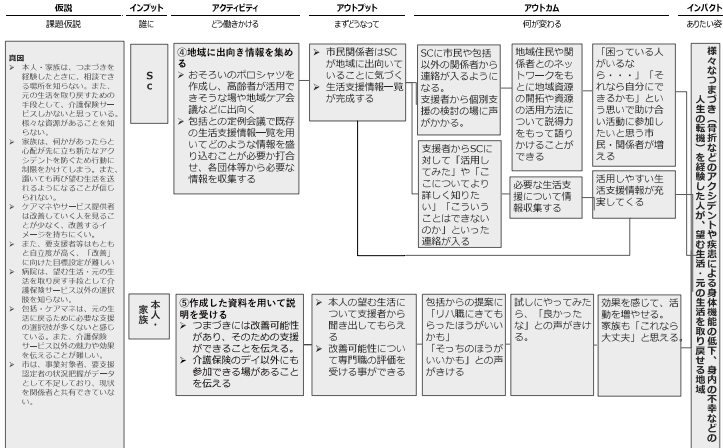 仮説
インプット
アクティビティ
アウトプット
アウトカム
インパクト
課題仮説
誰に
どう働きかける
まずどうなって
何が変わる
ありたい姿
真因
➢ 本人・家族は、つまづきを
経験したときに、相談でき
る場所を知らない。また、
元の生活を取り戻すための
手段として、介護保険サー
ビスしかないと思っている。
様々な資源があることを知
らない。
➢ 家族は、何かがあったらと
心配が先に立ち新たなアク
シデントを防ぐため行動に
制限をかけてしまう。また、
置いても再び望む生活を送
れるようになることが信じ
られない。
➢ ケアマネやサービス提供者
は改善していく人を見るこ
とが少なく、改善するイ
メージを持ちにくい。
➢ また、要支援者等はもとも
と自立度が高く、「改善」
に向けた目標設定が難しい
➢ 病院は、望む生活・元の生
活を取り戻す手段として介
護保険サービス以外の選択
肢を知らない。
➢ 包括・ケアマネは、元の生
活に戻るために必要な支援
の選択肢が多くないと感じ
ている。また、介護保険
サービス以外の魅力や効果
を伝えることが難しい。
➢ 市は、事業対象者、要支援
認定者の状況把握がデータ
として不足しており、現状
を関係者と共有できていな
い。
Sc
④地域に出向き情報を集め
る
➢ おそろいのポロシャツを
作成し、高齢者が活用で
きそうな場や地域ケア会
議などに出向く
➢ 包括との定例会議で既存
の生活支援情報一覧を用
いてどのような情報を盛
り込むことが必要か打合
せ、各団体等から必要な
情報を収集する
➢ 市民関係者はSC
が地域に出向いて
いることに気づく
➢ 生活支援情報一覧
が完成する
SCに市民や包括
以外の関係者から
連絡が入るように
なる。
支援者から個別支
援の検討の場に声
がかかる。
支援者からSCに
対して「活用し
てみた」や「こ
こについてより
詳しく知りた
い」「こういう
ことはできない
のか」といった
連絡が入る
地域住民や関
係者とのネッ
トワークをも
とに地域資源
の開拓や資源
の活用方法に
ついて説得力
をもって語り
かけることが
できる
必要な生活支
援について情
報収集する
「困っている人
がいるな
ら・・・」「そ
れなら自分にで
きるかも」とい
う思いで助け合
い活動に参加し
たいと思う市
民・関係者が増
える
活用しやすい生
活支援情報が充
実してくる
本人・
家族
⑤作成した資料を用いて説
明を受ける
➢ つまづきには改善可能性
があり、そのための支援
ができることを伝える。
➢ 介護保険のデイ以外にも
参加できる場があること
を伝える
➢ 本人の望む生活に
ついて支援者から
聞き出してもらえ
る
➢ 改善可能性につい
て専門職の評価を
受ける事ができる
包括からの提案に
「リハ職にきても
らったほうがいい
かも」
「そっちのほうが
いいかも」との声
がきける
試しにやってみた
ら、「良かった
な」との声がきけ
る。
効果を感じて、活
動を増やせる。
家族も「これなら
大丈夫」と思える。
様々なつまづき（骨折などのアクシデントや疾患による身体機能の低下、身内の不幸などの
人生の転機）を経験した人が、望む生活・元の生活を取り戻せる地域